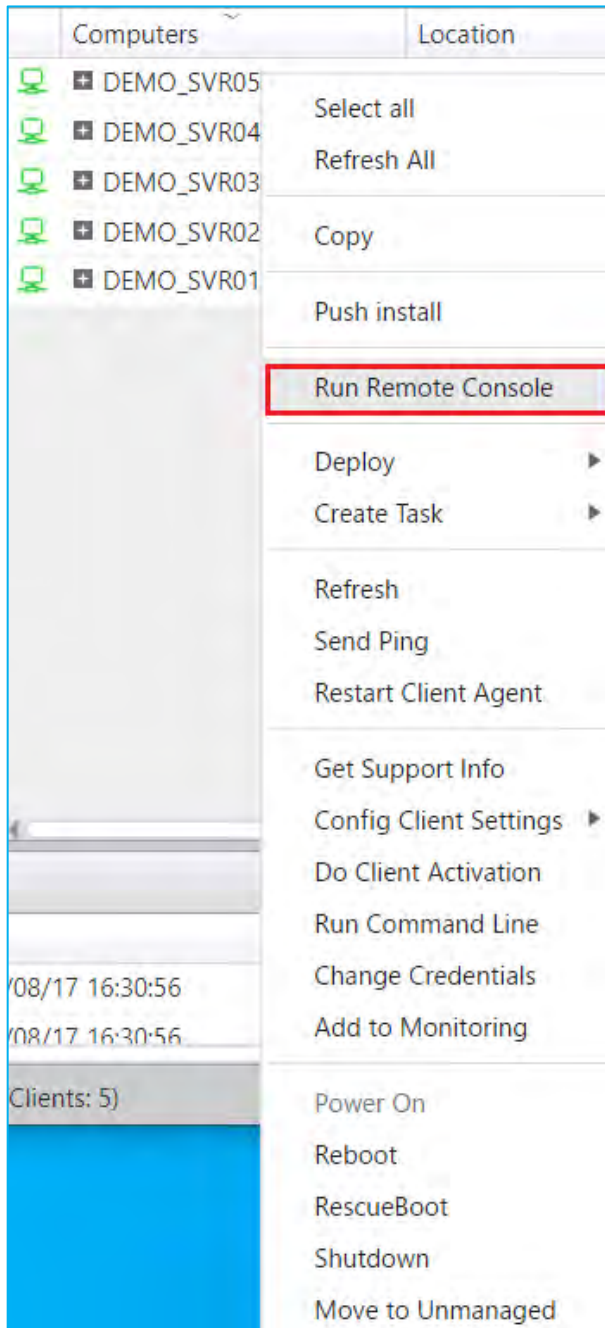 Computers Location
DEMO_SVR05
DEMO_SVR04
DEMO_SVR03
DEMO_SVR02
DEMO_SVR01
Select all
Refresh All
Copy
Push install
Run Remote Console
Deploy
Create Task
Refresh
Send Ping
Restart Client Agent
Get Support Info
Config Client Settings
Do Client Activation
Run Command Line
Change Credentials
Add to Monitoring
Power On
Reboot
RescueBoot
Shutdown
Move to Unmanaged
/08/17 16:30:56
/08/17 16:30:56
Clients: 5)